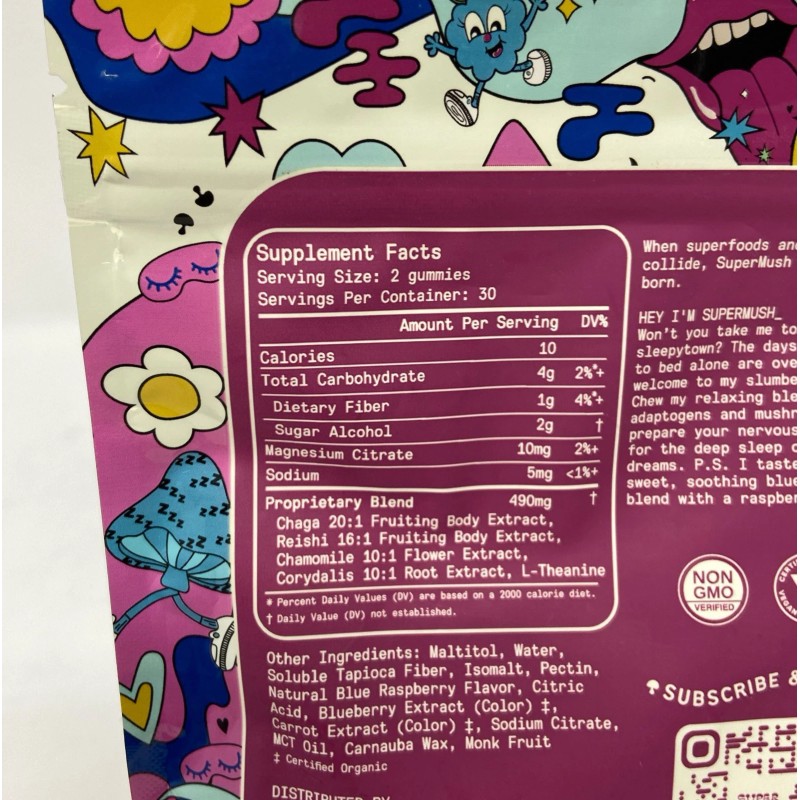 Supplement Facts
Serving Size: 2 gummies
Servings Per Container: 30
Amount Per Serving DV%
Calories 10
Total Carbohydrate 4g 2%*+
Dietary Fiber 1g 4%*+
Sugar Alcohol 2g †
Magnesium Citrate 10mg 2%+
Sodium 5mg <1%+
Proprietary Blend 490mg †
Chaga 20:1 Fruiting Body Extract,
Reishi 16:1 Fruiting Body Extract,
Chamomile 10:1 Flower Extract,
Corydalis 10:1 Root Extract, L-Theanine
* Percent Daily Values (DV) are based on a 2000 calorie diet.
† Daily Value (DV) not established.
Other Ingredients: Maltitol, Water,
Soluble Tapioca Fiber, Isomalt, Pectin,
Natural Blue Raspberry Flavor, Citric
Acid, Blueberry Extract (Color) ‡,
Carrot Extract (Color) ‡, Sodium Citrate,
MCT Oil, Carnauba Wax, Monk Fruit
‡ Certified Organic
DISTRIBUTED BY
When superfoods and
collide, SuperMush
born.
HEY I'M SUPERMUSH_
Won't you take me to
sleepytown? The days
to bed alone are ove
welcome to my slumbe
Chew my relaxing ble
adaptogens and mushr
prepare your nervous
for the deep sleep o
dreams. P.S. I taste
sweet, soothing blue
blend with a raspber
NON
GMO
VERIFIED
CERTI
VEGAN
SUBSCRIBE &
SUPER